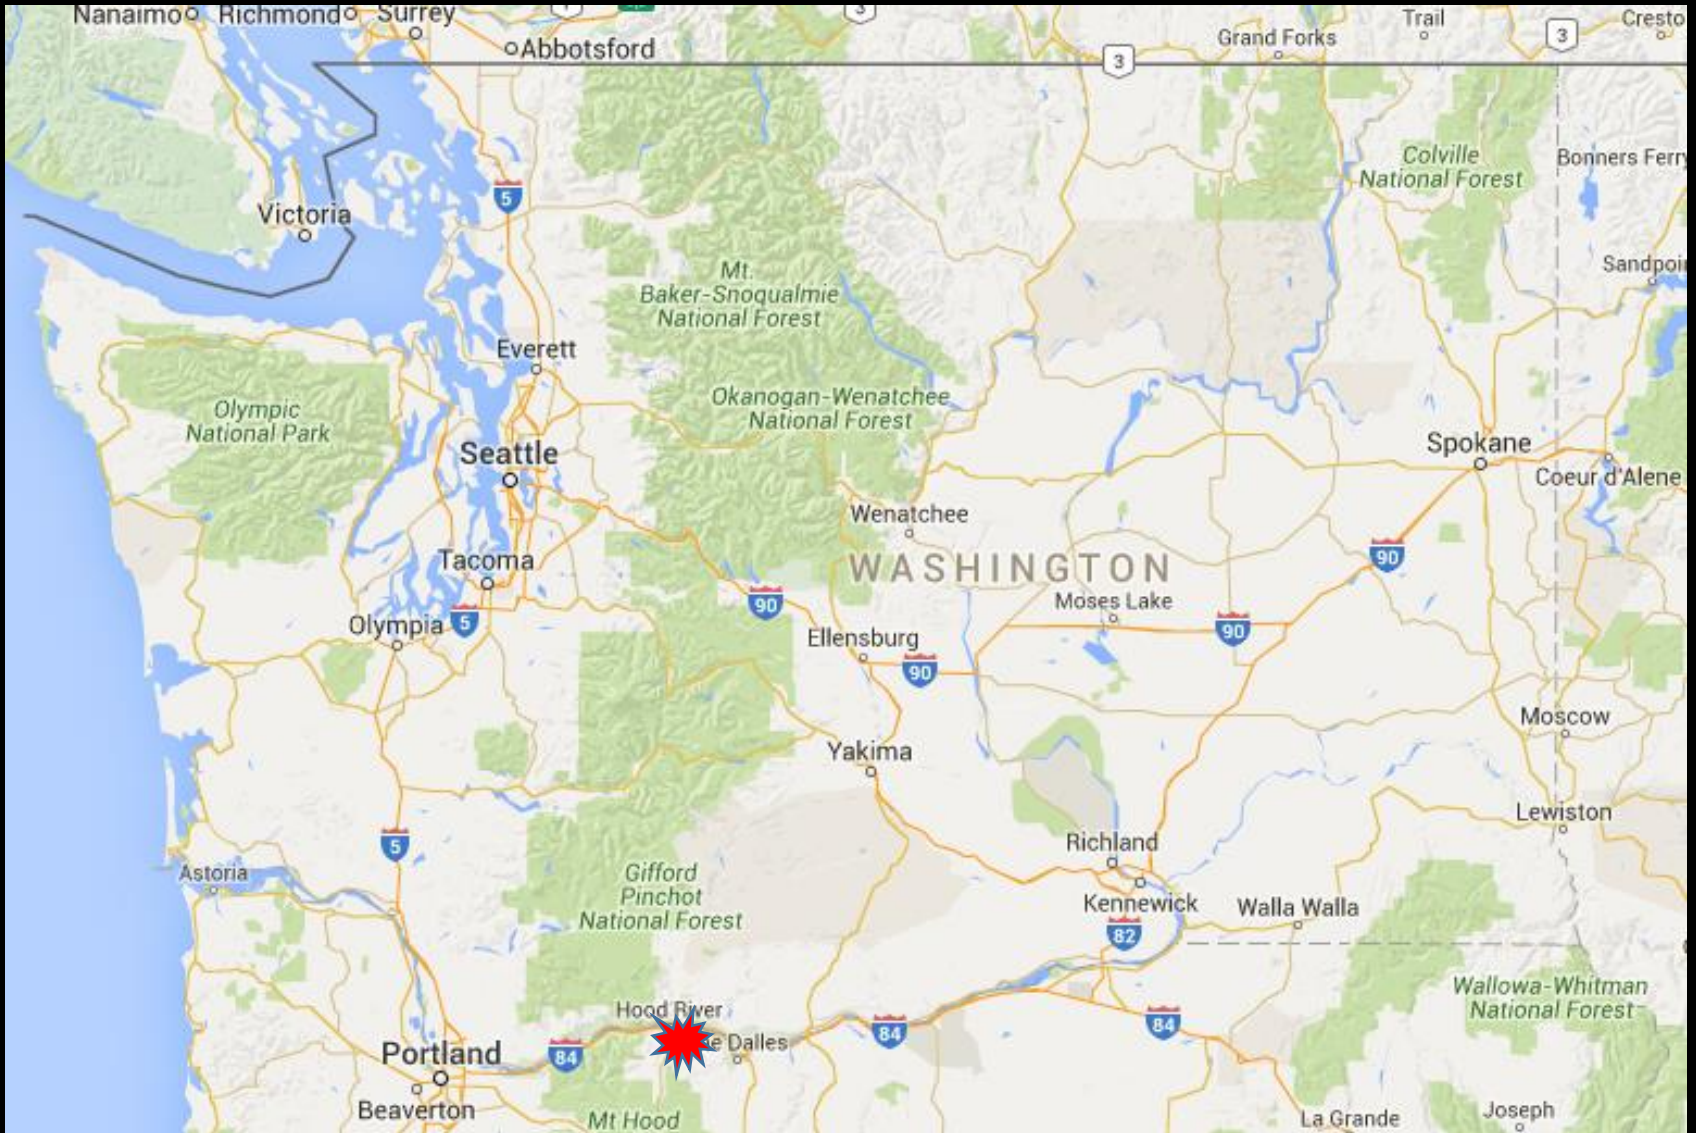 Nanaimo
Richmond
Surrey
Abbotsford
3
Trail
Cresto
Grand Forks
3
3
Colville
National Forest
Bonners Ferry
5
Victoria
Mt.
Baker-Snoqualmie
National Forest
Sandpoi
Everett
Okanogan-Wenatchee
National Forest
Olympic
National Park
Seattle
Spokane
Coeur d'Alene
Wenatchee
WASHINGTON
90
Tacoma
90
Moses Lake
Olympia
5
Ellensburg
90
90
Moscow
Yakima
Lewiston
5
Richland
Astoria
Gifford
Pinchot
National Forest
Kennewick
Walla Walla
82
Wallowa-Whitman
National Forest
Hood River
84
84
e Dalles
Portland
84
Beaverton
Mt Hood
La Grande
Joseph